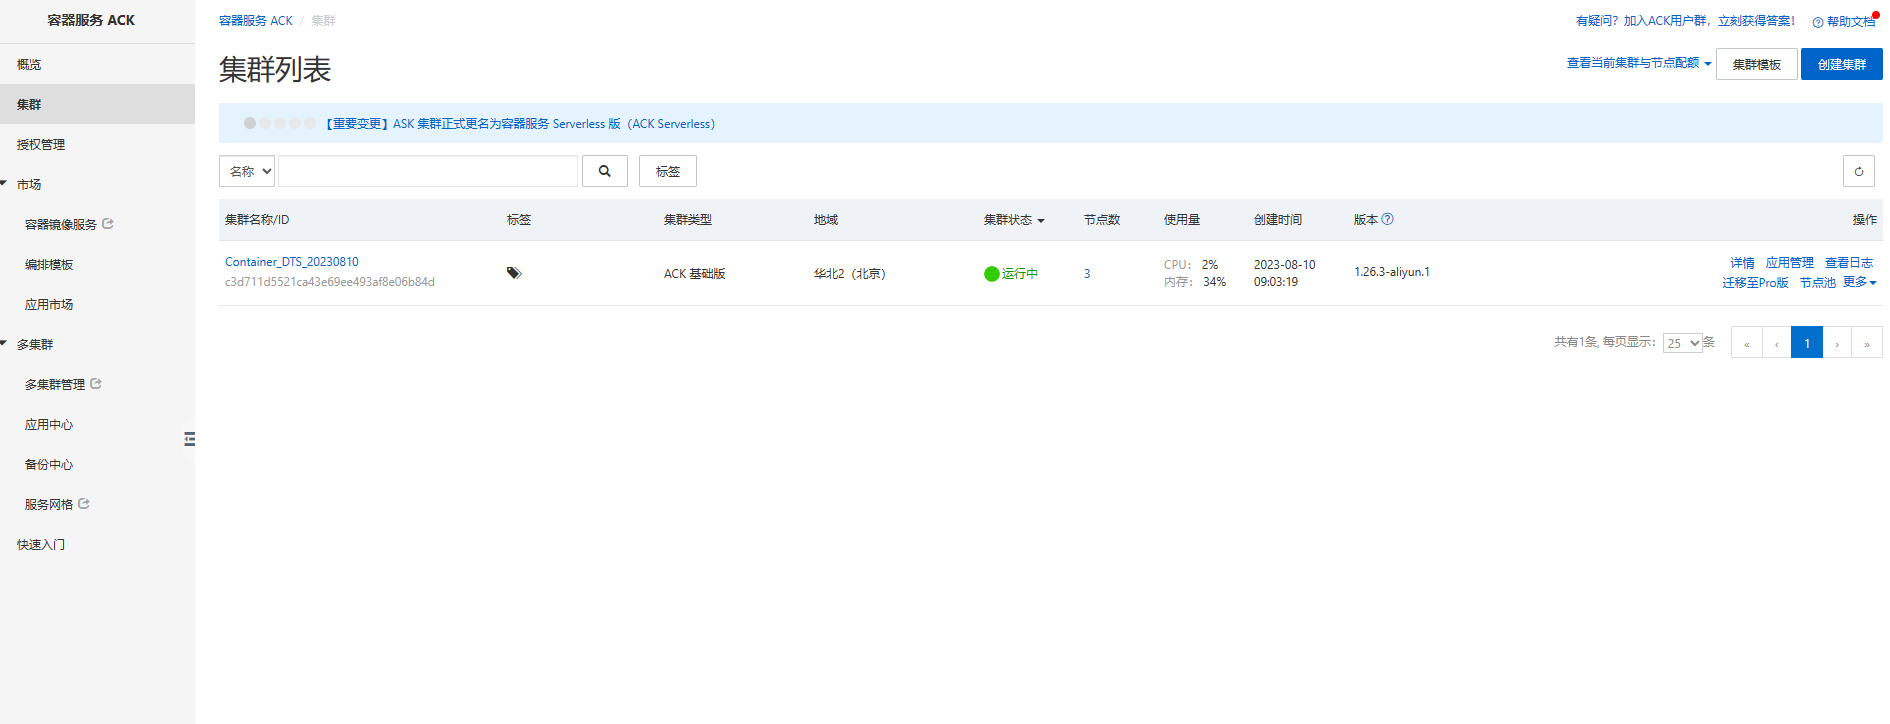 容器服务 ACK
概览
集群
授权管理
市场
容器镜像服务
编排模板
应用市场
多集群
多集群管理
应用中心
备份中心
服务网格
快速入门
容器服务 ACK / 集群
有疑问？加入ACK用户群，立刻获得答案！ 帮助文档
集群列表
查看当前集群与节点配额 集群模板 创建集群
【重要变更】ASK 集群正式更名为容器服务 Serverless 版（ACK Serverless）
名称 标签
集群名称/ID 标签 集群类型 地域 集群状态 节点数 使用量 创建时间 版本 操作
Container_DTS_20230810
c3d711d5521ca43e69ee493af8e06b84d
ACK 基础版
华北2（北京）
运行中
3
CPU： 2%
内存： 34%
2023-08-10
09:03:19
1.26.3-aliyun.1
详情 应用管理 查看日志
迁移至Pro版 节点池 更多
共有1条, 每页显示： 25 条 « ‹ 1 › »